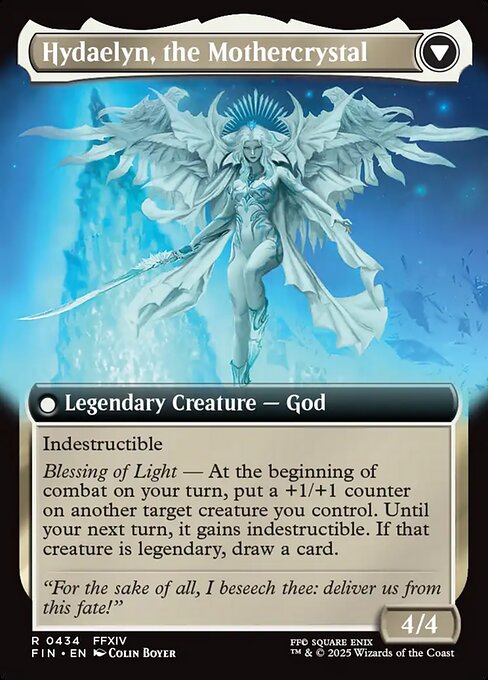 Hydaelyn, the Mothercrystal
Legendary Creature — God
Indestructible
Blessing of Light — At the beginning of
combat on your turn, put a +1/+1 counter
on another target creature you control. Until
your next turn, it gains indestructible. If that
creature is legendary, draw a card.
“For the sake of all, I beseech thee: deliver us from
this fate!”
4/4
R 0434 FFXIV
FIN • EN Colin Boyer
FF© SQUARE ENIX
™ & © 2025 Wizards of the Coast